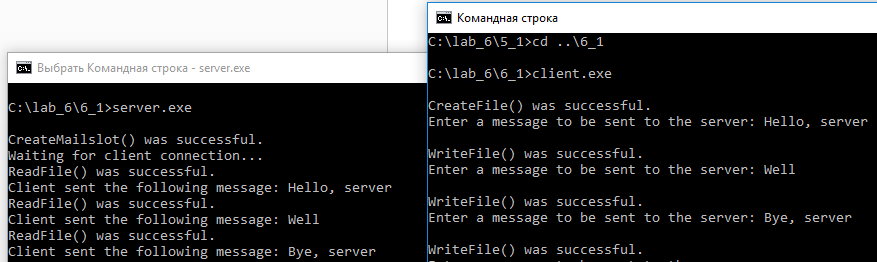 Выбрать Командная строка - server.exe
C:\lab_6\6_1>server.exe
CreateMailslot() was successful.
Waiting for client connection...
ReadFile() was successful.
Client sent the following message: Hello, server
ReadFile() was successful.
Client sent the following message: Well
ReadFile() was successful.
Client sent the following message: Bye, server
Командная строка
C:\lab_6\5_1>cd ..\6_1
C:\lab_6\6_1>client.exe
CreateFile() was successful.
Enter a message to be sent to the server: Hello, server
WriteFile() was successful.
Enter a message to be sent to the server: Well
WriteFile() was successful.
Enter a message to be sent to the server: Bye, server
WriteFile() was successful.